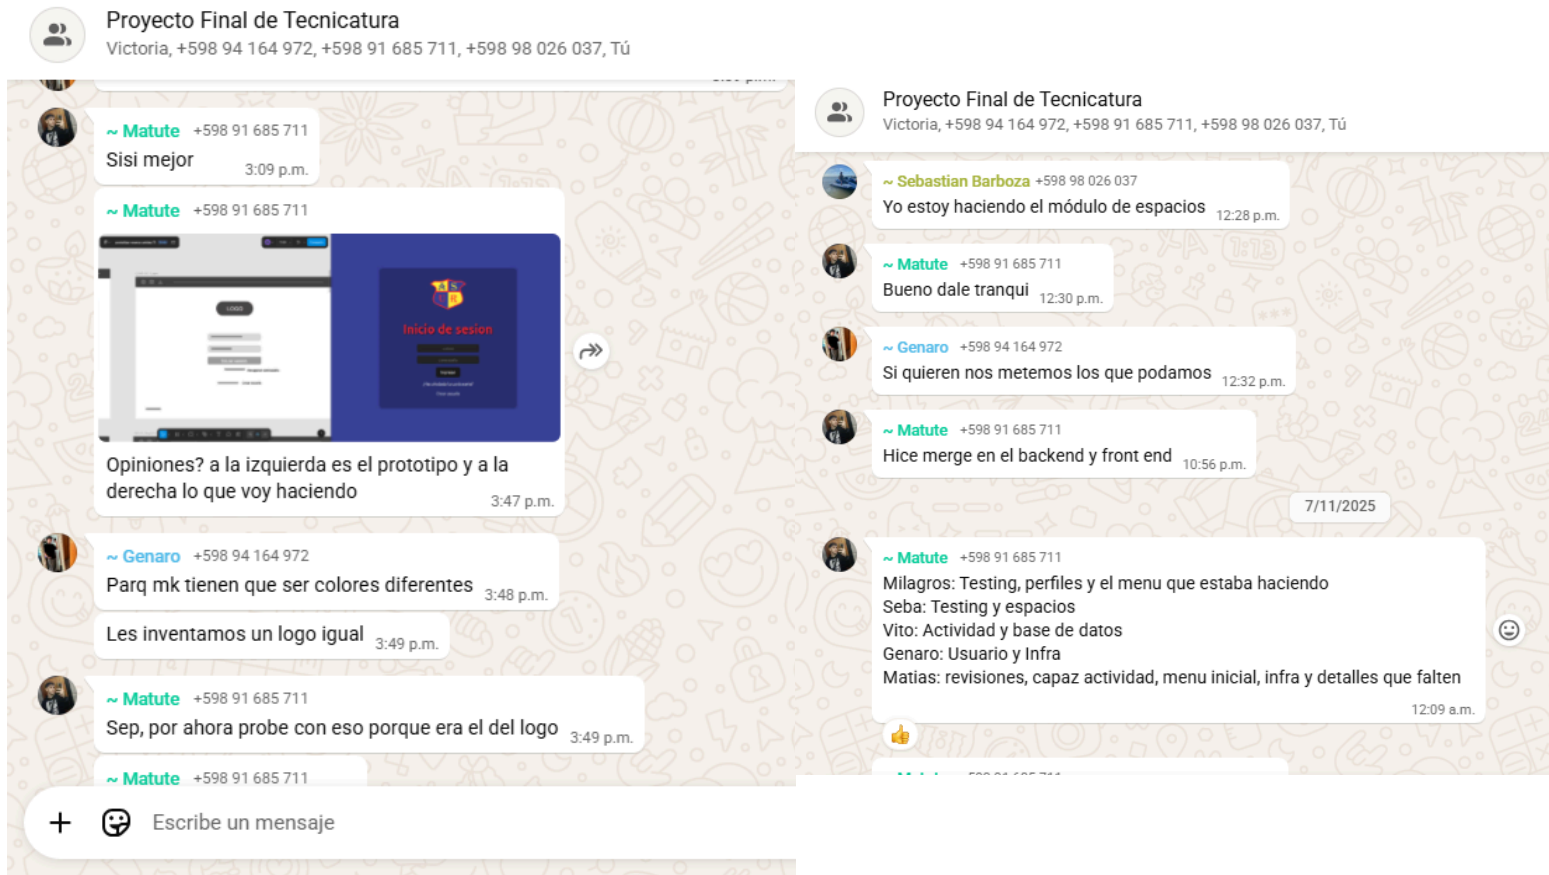 Proyecto Final de Tecnicatura
Victoria, +598 94 164 972, +598 91 685 711, +598 98 026 037, Tú
~ Matute +598 91 685 711
Sisi mejor 3:09 p.m.
~ Matute +598 91 685 711
LOGO
A S
Inicio de sesion
Opiniones? a la izquierda es el prototipo y a la
derecha lo que voy haciendo
3:47 p.m.
~ Genaro +598 94 164 972
Parq mk tienen que ser colores diferentes 3:48 p.m.
Les inventamos un logo igual 3:49 p.m.
~ Matute +598 91 685 711
Sep, por ahora probe con eso porque era el del logo 3:49 p.m.
~ Matute +598 91 685 711
Escribe un mensaje
Proyecto Final de Tecnicatura
Victoria, +598 94 164 972, +598 91 685 711, +598 98 026 037, Tú
~ Sebastian Barboza +598 98 026 037
Yo estoy haciendo el módulo de espacios 12:28 p.m.
~ Matute +598 91 685 711
Bueno dale tranqui 12:30 p.m.
~ Genaro +598 94 164 972
Si quieren nos metemos los que podamos 12:32 p.m.
~ Matute +598 91 685 711
Hice merge en el backend y front end 10:56 p.m.
7/11/2025
~ Matute +598 91 685 711
Milagros: Testing, perfiles y el menu que estaba haciendo
Seba: Testing y espacios
Vito: Actividad y base de datos
Genaro: Usuario y Infra
Matias: revisiones, capaz actividad, menu inicial, infra y detalles que falten
12:09 a.m.